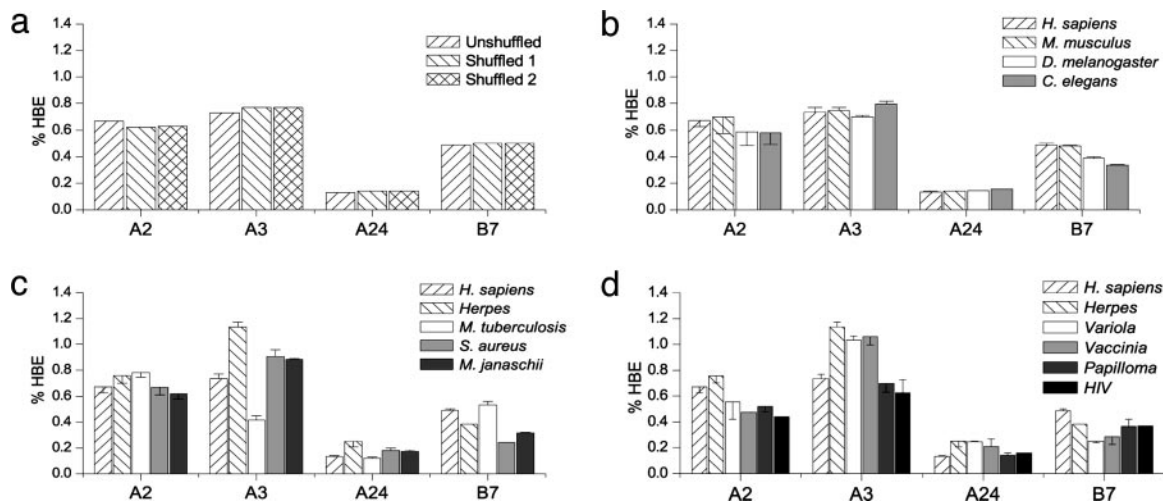 a
1.4
1.2
1.0
0.8
0.6
0.4
0.2
0.0
% HBE
Unshuffled
Shuffled 1
Shuffled 2
A2 A3 A24 B7
b
1.4
1.2
1.0
0.8
0.6
0.4
0.2
0.0
% HBE
H. sapiens
M. musculus
D. melanogaster
C. elegans
A2 A3 A24 B7
c
1.4
1.2
1.0
0.8
0.6
0.4
0.2
0.0
% HBE
H. sapiens
Herpes
M. tuberculosis
S. aureus
M. janaschii
A2 A3 A24 B7
d
1.4
1.2
1.0
0.8
0.6
0.4
0.2
0.0
% HBE
H. sapiens
Herpes
Variola
Vaccinia
Papilloma
HIV
A2 A3 A24 B7